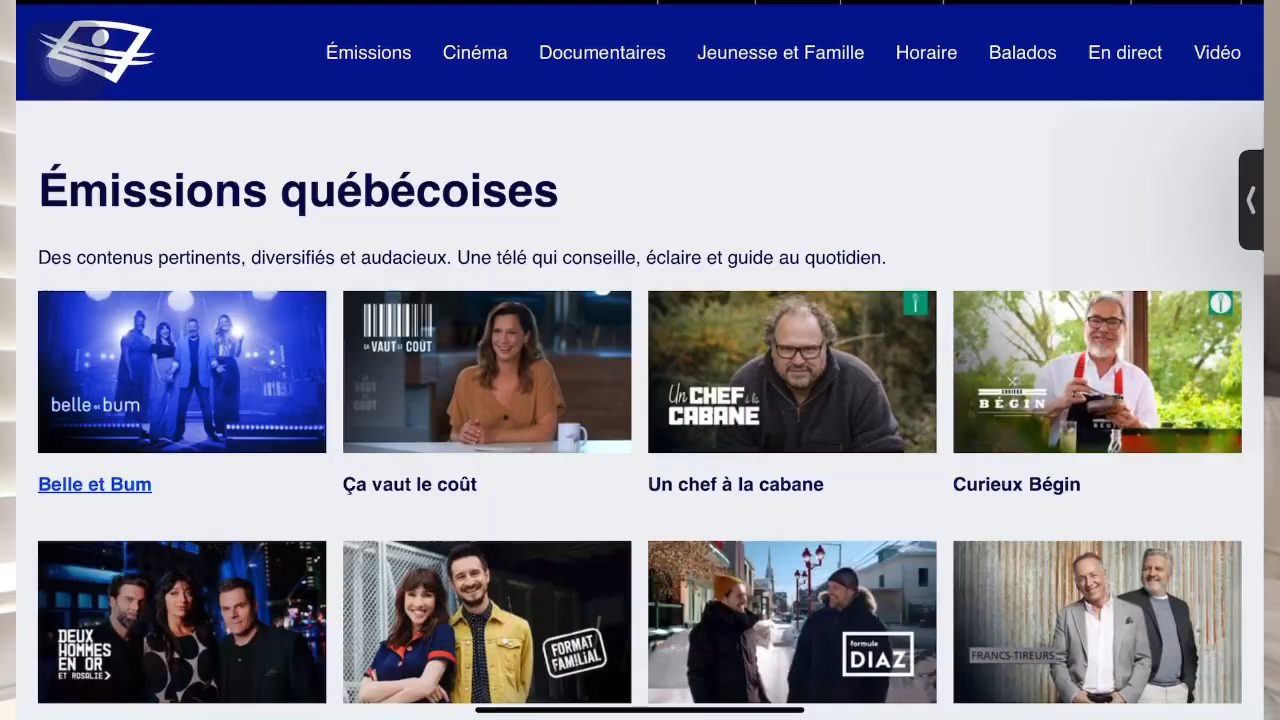 Émissions Cinéma Documentaires Jeunesse et Famille Horaire Balados En direct Vidéo
Émissions québécoises
Des contenus pertinents, diversifiés et audacieux. Une télé qui conseille, éclaire et guide au quotidien.
belle et bum
ÇA VAUT LE COÛT
Un CHEF à la
CABANE
CURIEUX
BÉGIN
Belle et Bum
Ça vaut le coût
Un chef à la cabane
Curieux Bégin
DEUX
HOMMES
EN OR
ET ROSALIE
FORMAT
FAMILIAL
formule
DIAZ
FRANCS-TIREURS